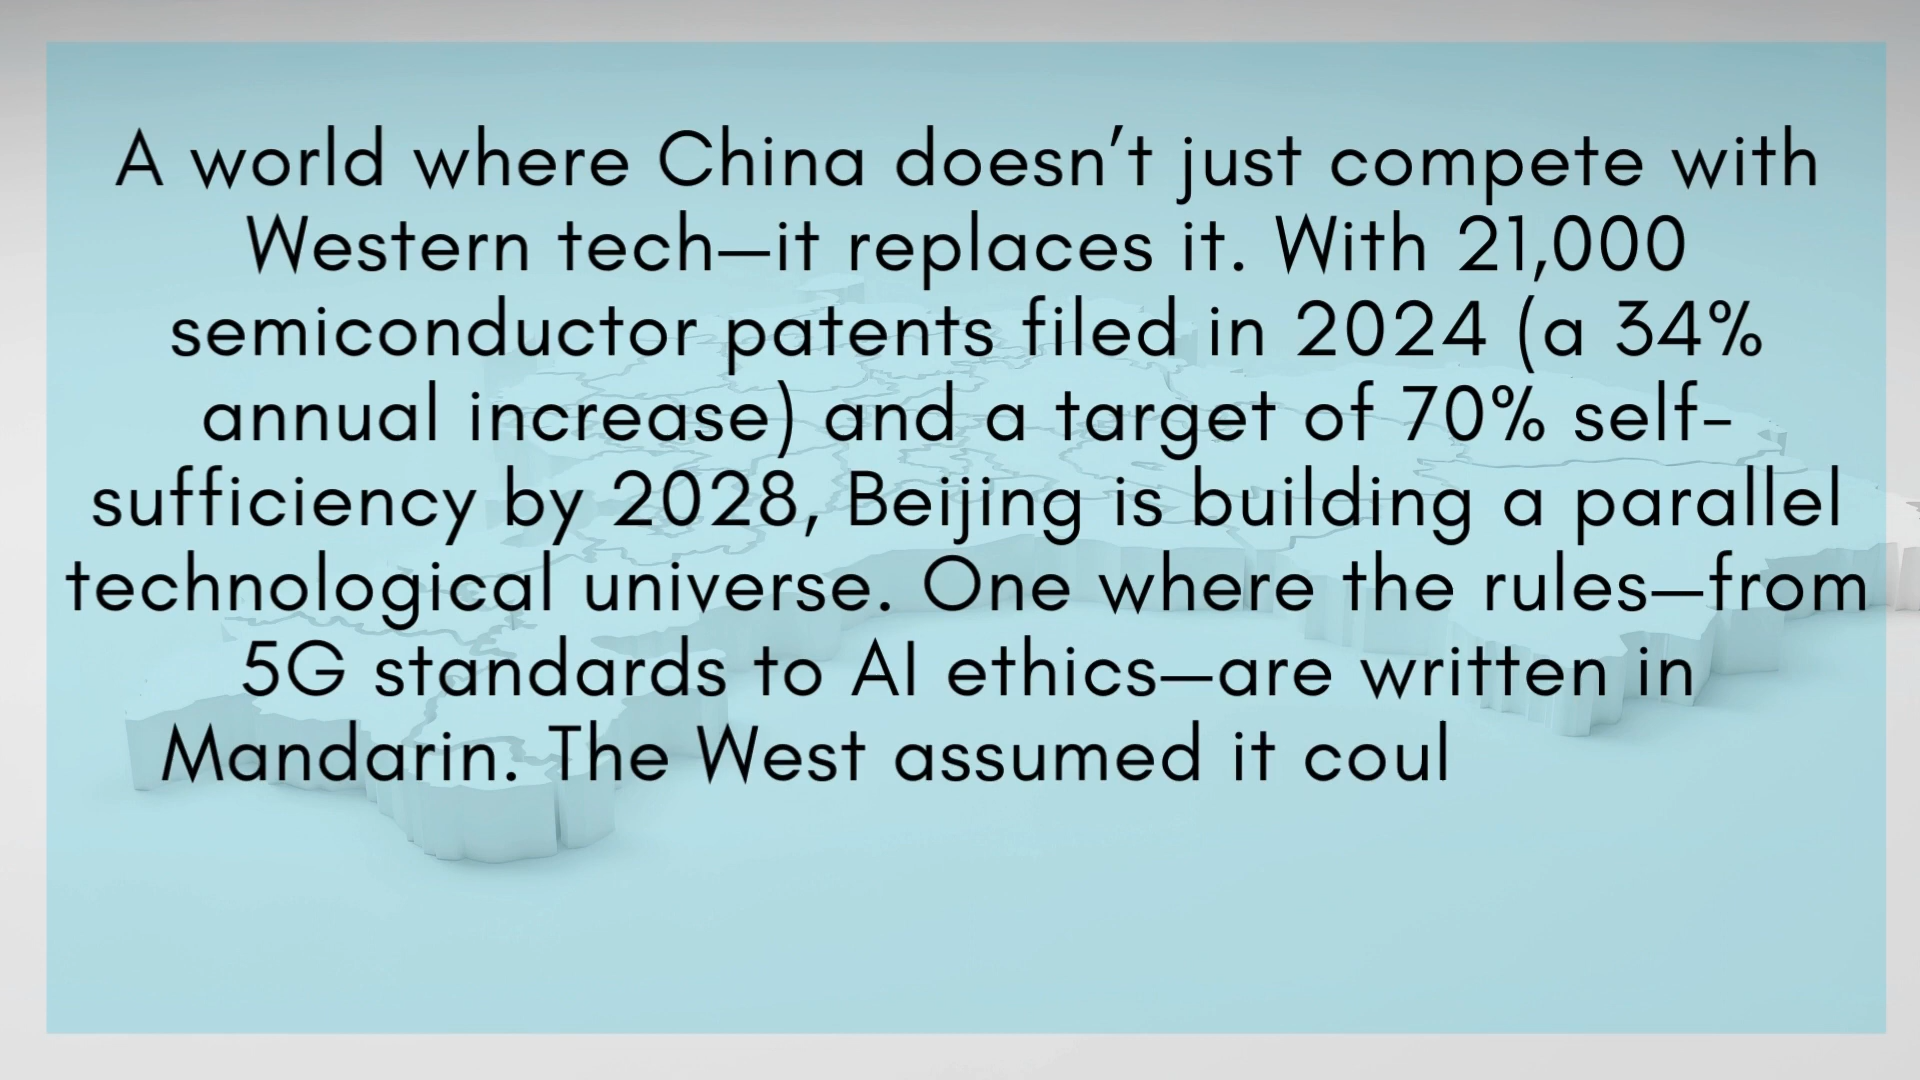 A world where China doesn’t just compete with
Western tech—it replaces it. With 21,000
semiconductor patents filed in 2024 (a 34%
annual increase) and a target of 70% self-
sufficiency by 2028, Beijing is building a parallel
technological universe. One where the rules—from
5G standards to AI ethics—are written in
Mandarin. The West assumed it coul